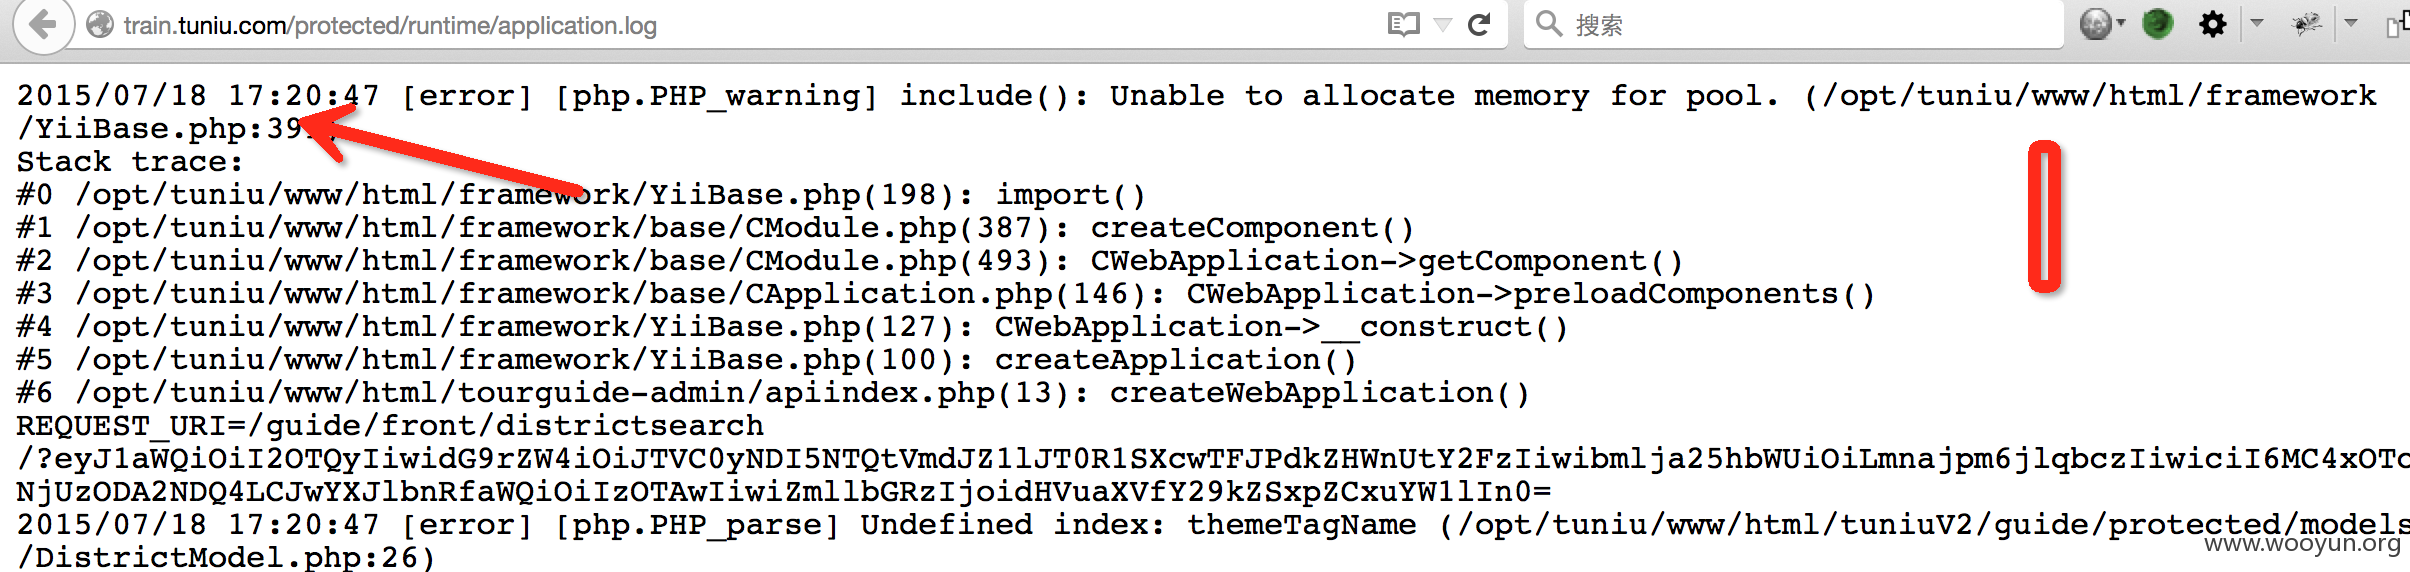 train.tuniu.com/protected/runtime/application.log
搜索
2015/07/18 17:20:47 [error] [php.PHP_warning] include(): Unable to allocate memory for pool. (/opt/tuniu/www/html/framework
/YiiBase.php:39
Stack trace:
#0 /opt/tuniu/www/html/framework/YiiBase.php(198): import()
#1 /opt/tuniu/www/html/framework/base/CModule.php(387): createComponent()
#2 /opt/tuniu/www/html/framework/base/CModule.php(493): CWebApplication->getComponent()
#3 /opt/tuniu/www/html/framework/base/CApplication.php(146): CWebApplication->preloadComponents()
#4 /opt/tuniu/www/html/framework/YiiBase.php(127): CWebApplication->__construct()
#5 /opt/tuniu/www/html/framework/YiiBase.php(100): createApplication()
#6 /opt/tuniu/www/html/tourguide-admin/apiindex.php(13): createWebApplication()
REQUEST_URI=/guide/front/districtsearch
/?eyJ1aWQiOiI2OTQyIiwidG9rZW4iOiJTVC0yNDI5NTQtVmdJZ1lJT0R1SXcwTFJPdkZHWnUtY2FzIiwibmlja25hbWUiOiLmnajpm6jlqbczIiwiciI6MC4xOTc
NjUzODA2NDQ4LCJwYXJlbnRfaWQiOiIzOTAwIiwiZmllbGRzIjoidHVuaXVfY29kZSxpZCxuYW1lIn0=
2015/07/18 17:20:47 [error] [php.PHP_parse] Undefined index: themeTagName (/opt/tuniu/www/html/tuniuV2/guide/protected/models
/DistrictModel.php:26)
www.wooyun.org